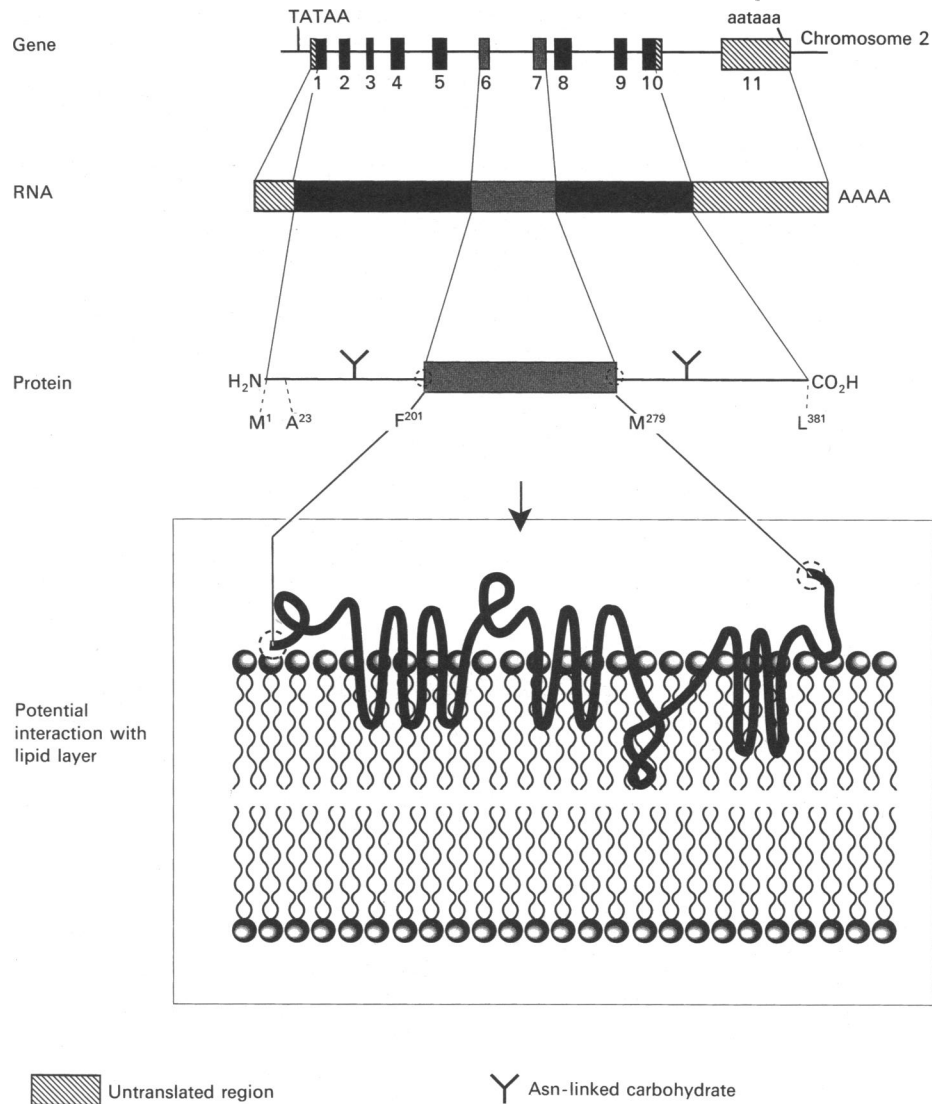 TATAA
aataaa
Gene
Chromosome 2
1 2 3 4 5 6 7 8 9 10 11
RNA
AAAA
Protein
H₂N
CO₂H
M¹ A²³ F²⁰¹ M²⁷⁹ L³⁸¹
Potential
interaction with
lipid layer
Untranslated region
Asn-linked carbohydrate